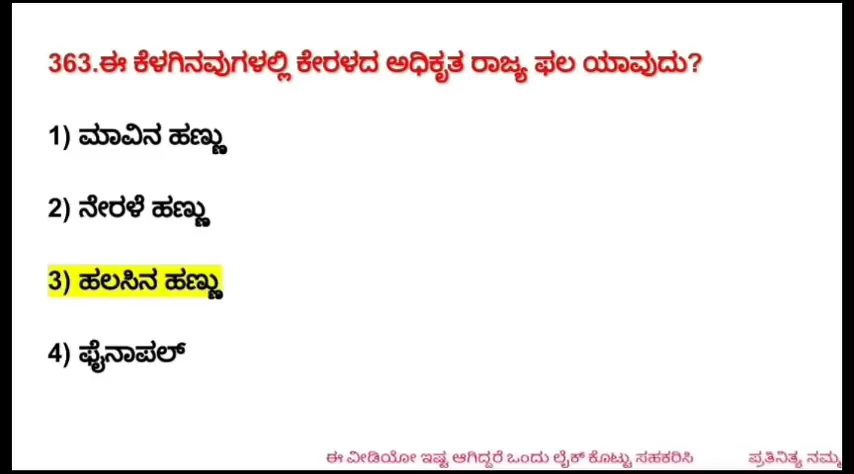 363.ಈ ಕೆಳಗಿನವುಗಳಲ್ಲಿ ಕೇರಳದ ಅಧಿಕೃತ ರಾಜ್ಯ ಫಲ ಯಾವುದು?
1) ಮಾವಿನ ಹಣ್ಣು
2) ನೇರಳೆ ಹಣ್ಣು
3) ಹಲಸಿನ ಹಣ್ಣು
4) ಫೈನಾಪಲ್
ಈ ವೀಡಿಯೋ ಇಷ್ಟ ಆಗಿದ್ದರೆ ಒಂದು ಲೈಕ್ ಕೊಟ್ಟು ಸಹಕರಿಸಿ ಪ್ರತಿನಿತ್ಯ ನಮ್ಮ